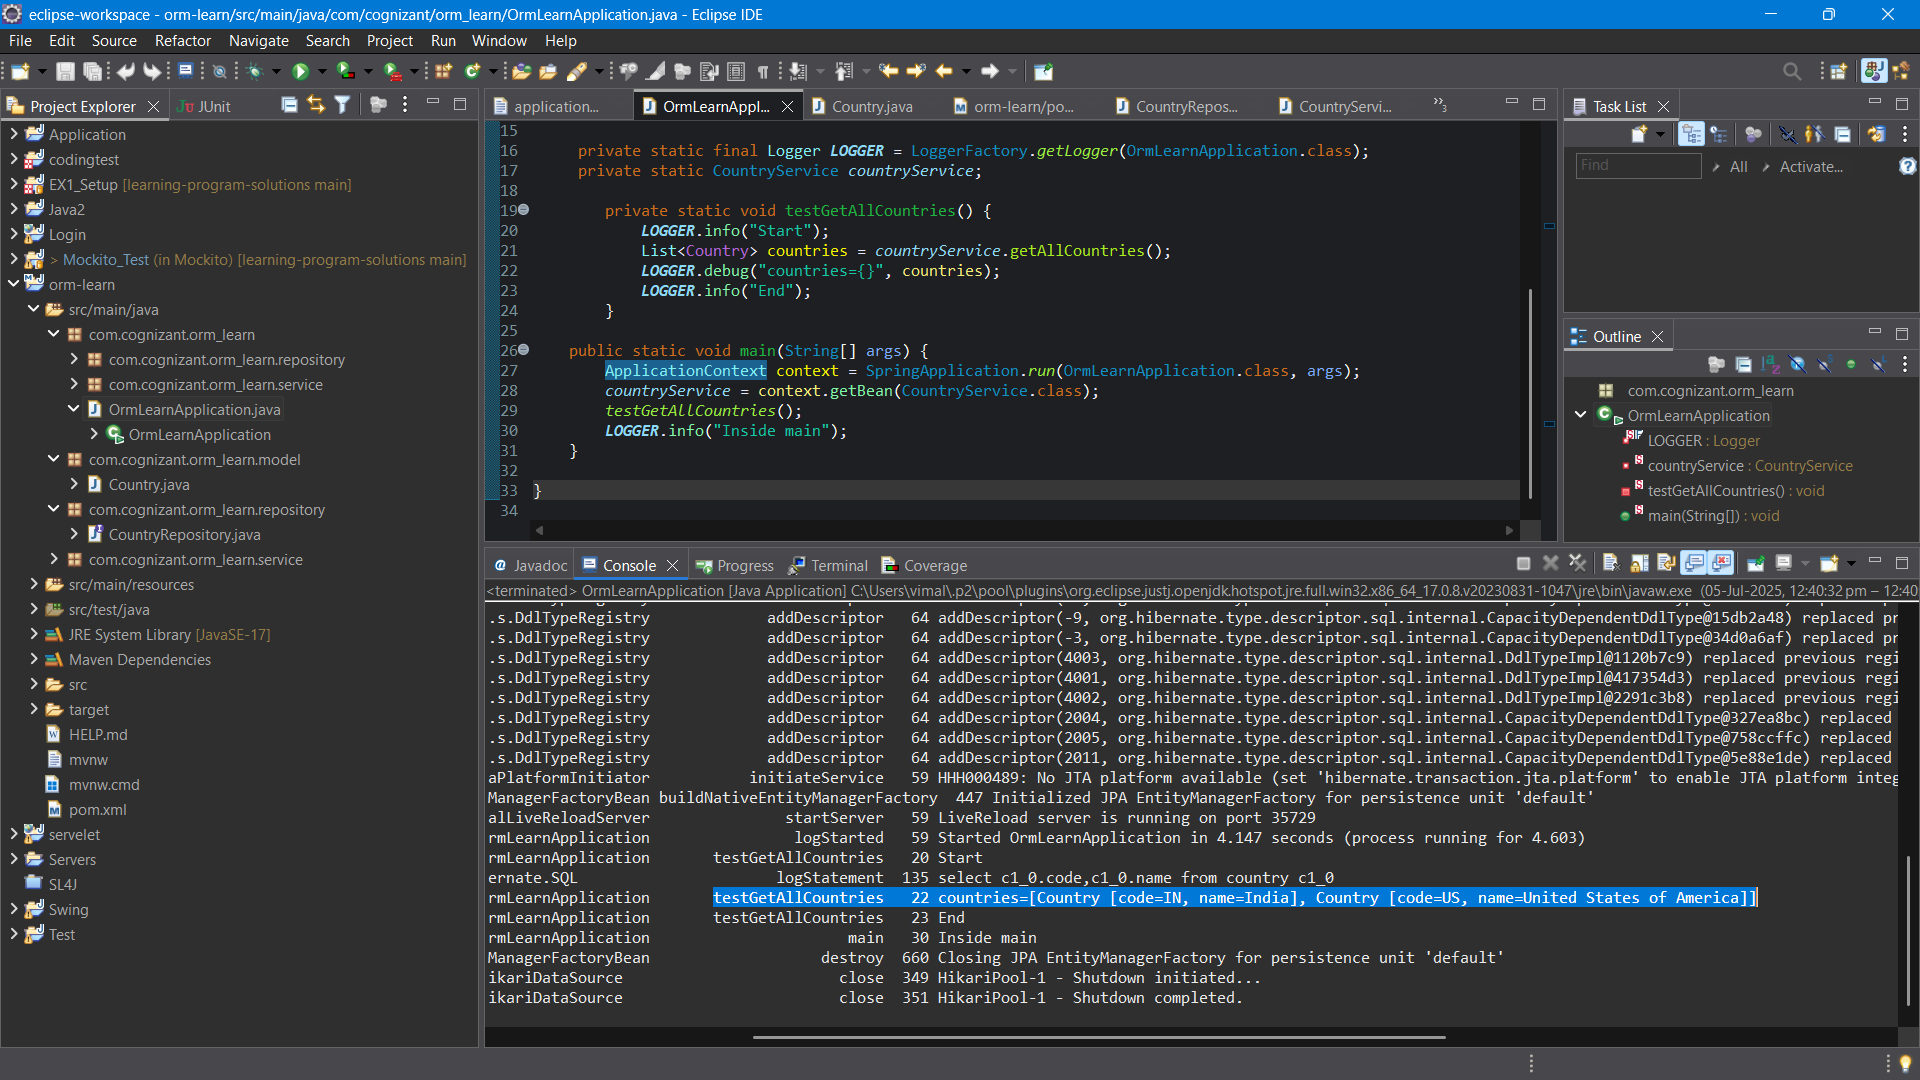 eclipse-workspace - orm-learn/src/main/java/com/cognizant/orm_learn/OrmLearnApplication.java - Eclipse IDE
File Edit Source Refactor Navigate Search Project Run Window Help
Project Explorer
JUnit
Application
codingtest
EX1_Setup [learning-program-solutions main]
Java2
Login
> Mockito_Test (in Mockito) [learning-program-solutions main]
orm-learn
src/main/java
com.cognizant.orm_learn
com.cognizant.orm_learn.repository
com.cognizant.orm_learn.service
OrmLearnApplication.java
OrmLearnApplication
com.cognizant.orm_learn.model
Country.java
com.cognizant.orm_learn.repository
CountryRepository.java
com.cognizant.orm_learn.service
src/main/resources
src/test/java
JRE System Library [JavaSE-17]
Maven Dependencies
src
target
HELP.md
mvnw
mvnw.cmd
pom.xml
servelet
Servers
SL4J
Swing
Test
application... OrmLearnAppl... Country.java orm-learn/po... CountryRepos... CountryServi... »3
15
16 private static final Logger LOGGER = LoggerFactory.getLogger(OrmLearnApplication.class);
17 private static CountryService countryService;
18
19 private static void testGetAllCountries() {
20 LOGGER.info("Start");
21 List<Country> countries = countryService.getAllCountries();
22 LOGGER.debug("countries={}", countries);
23 LOGGER.info("End");
24 }
25
26 public static void main(String[] args) {
27 ApplicationContext context = SpringApplication.run(OrmLearnApplication.class, args);
28 countryService = context.getBean(CountryService.class);
29 testGetAllCountries();
30 LOGGER.info("Inside main");
31 }
32
33 }
34
Task List
Find
All
Activate...
Outline
com.cognizant.orm_learn
OrmLearnApplication
LOGGER : Logger
countryService : CountryService
testGetAllCountries() : void
main(String[]) : void
@ Javadoc Console Progress Terminal Coverage
<terminated> OrmLearnApplication [Java Application] C:\Users\vimal\.p2\pool\plugins\org.eclipse.justj.openjdk.hotspot.jre.full.win32.x86_64_17.0.8.v20230831-1047\jre\bin\javaw.exe (05-Jul-2025, 12:40:32 pm – 12:40
.s.DdlTypeRegistry addDescriptor 64 addDescriptor(-9, org.hibernate.type.descriptor.sql.internal.CapacityDependentDdlType@15db2a48) replaced pr
.s.DdlTypeRegistry addDescriptor 64 addDescriptor(-3, org.hibernate.type.descriptor.sql.internal.CapacityDependentDdlType@34d0a6af) replaced pr
.s.DdlTypeRegistry addDescriptor 64 addDescriptor(4003, org.hibernate.type.descriptor.sql.internal.DdlTypeImpl@1120b7c9) replaced previous regi
.s.DdlTypeRegistry addDescriptor 64 addDescriptor(4001, org.hibernate.type.descriptor.sql.internal.DdlTypeImpl@417354d3) replaced previous regi
.s.DdlTypeRegistry addDescriptor 64 addDescriptor(4002, org.hibernate.type.descriptor.sql.internal.DdlTypeImpl@2291c3b8) replaced previous regi
.s.DdlTypeRegistry addDescriptor 64 addDescriptor(2004, org.hibernate.type.descriptor.sql.internal.CapacityDependentDdlType@327ea8bc) replaced
.s.DdlTypeRegistry addDescriptor 64 addDescriptor(2005, org.hibernate.type.descriptor.sql.internal.CapacityDependentDdlType@758ccffc) replaced
.s.DdlTypeRegistry addDescriptor 64 addDescriptor(2011, org.hibernate.type.descriptor.sql.internal.CapacityDependentDdlType@5e88e1de) replaced
aPlatformInitiator initiateService 59 HHH000489: No JTA platform available (set 'hibernate.transaction.jta.platform' to enable JTA platform integ
ManagerFactoryBean buildNativeEntityManagerFactory 447 Initialized JPA EntityManagerFactory for persistence unit 'default'
alLiveReloadServer startServer 59 LiveReload server is running on port 35729
rmLearnApplication logStarted 59 Started OrmLearnApplication in 4.147 seconds (process running for 4.603)
rmLearnApplication testGetAllCountries 20 Start
ernate.SQL logStatement 135 select c1_0.code,c1_0.name from country c1_0
rmLearnApplication testGetAllCountries 22 countries=[Country [code=IN, name=India], Country [code=US, name=United States of America]]
rmLearnApplication testGetAllCountries 23 End
rmLearnApplication main 30 Inside main
ManagerFactoryBean destroy 660 Closing JPA EntityManagerFactory for persistence unit 'default'
ikariDataSource close 349 HikariPool-1 - Shutdown initiated...
ikariDataSource close 351 HikariPool-1 - Shutdown completed.